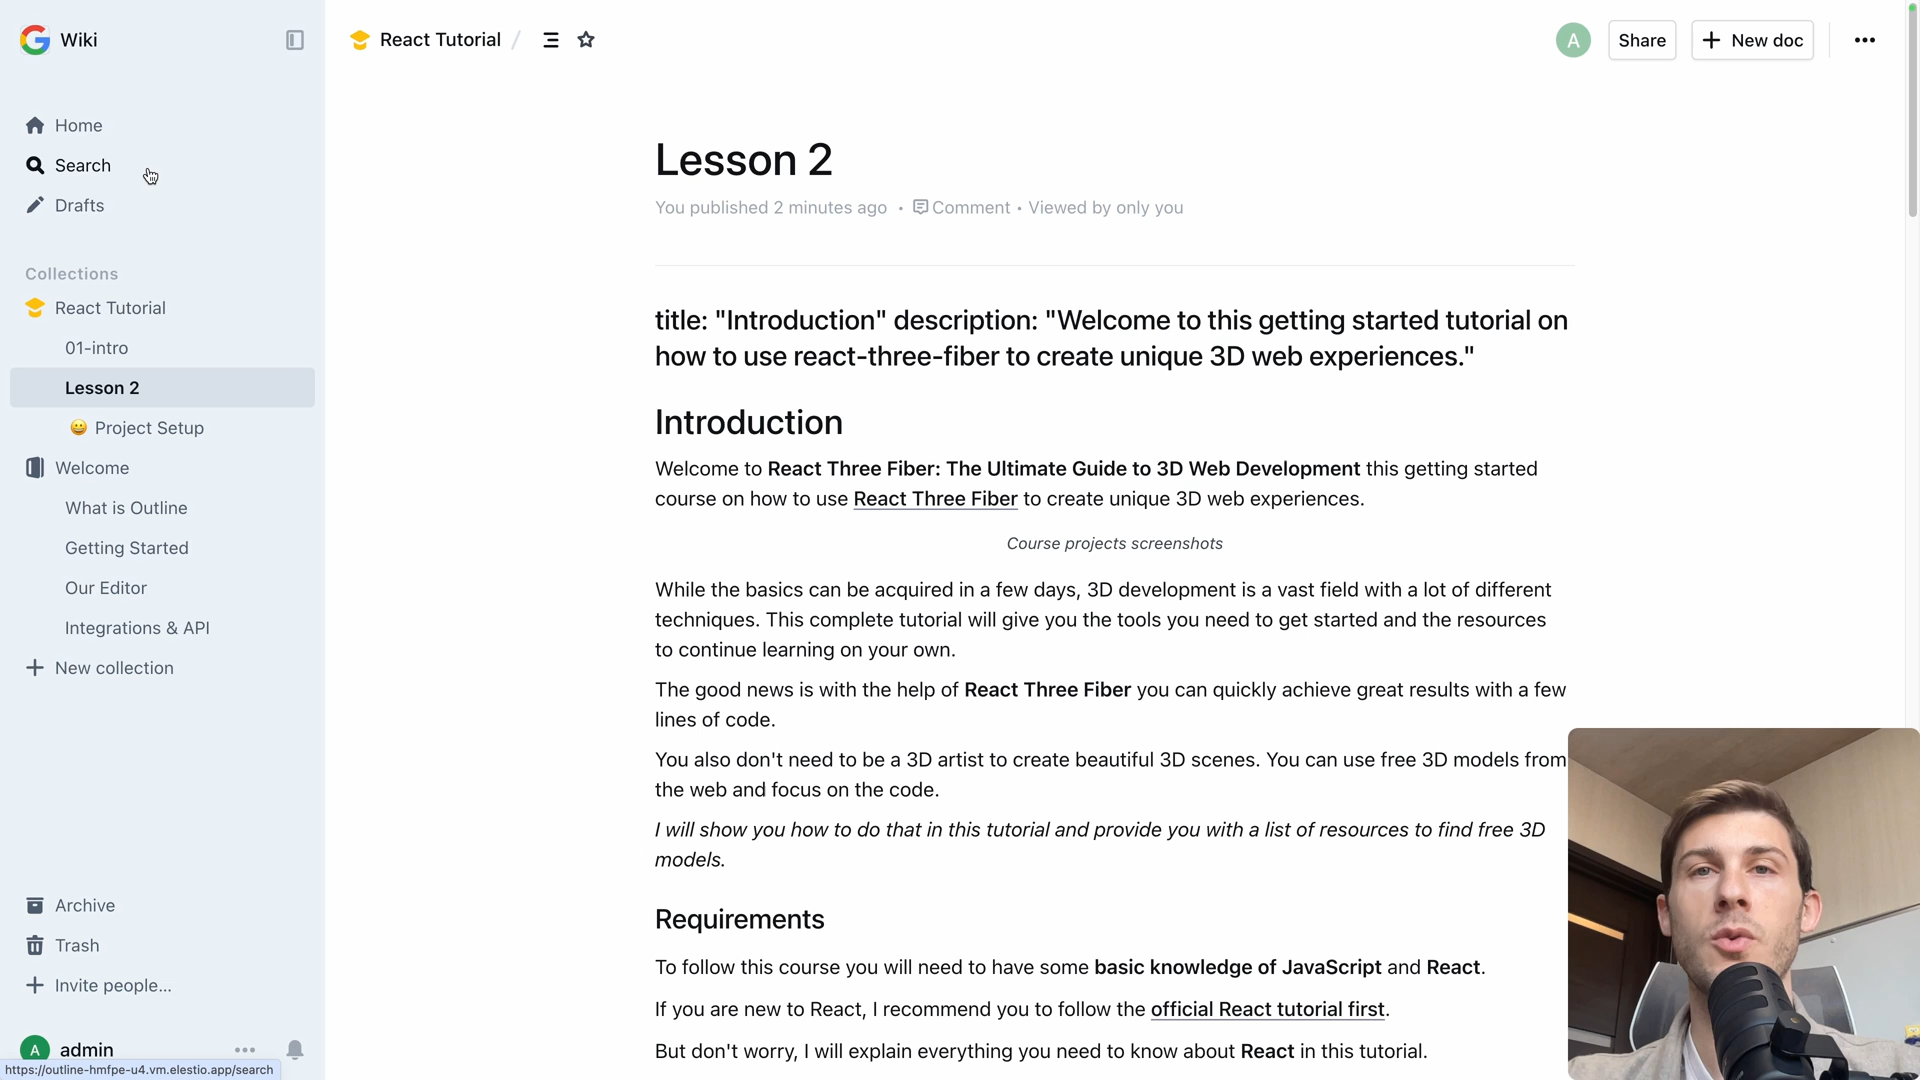 Wiki
React Tutorial /
A
Share
New doc
Home
Search
Drafts
Collections
React Tutorial
01-intro
Lesson 2
Project Setup
Welcome
What is Outline
Getting Started
Our Editor
Integrations & API
New collection
Archive
Trash
Invite people...
A
admin
https://outline-hmfpe-u4.vm.elestio.app/search
Lesson 2
You published 2 minutes ago • Comment • Viewed by only you
title: "Introduction" description: "Welcome to this getting started tutorial on
how to use react-three-fiber to create unique 3D web experiences."
Introduction
Welcome to React Three Fiber: The Ultimate Guide to 3D Web Development this getting started
course on how to use React Three Fiber to create unique 3D web experiences.
Course projects screenshots
While the basics can be acquired in a few days, 3D development is a vast field with a lot of different
techniques. This complete tutorial will give you the tools you need to get started and the resources
to continue learning on your own.
The good news is with the help of React Three Fiber you can quickly achieve great results with a few
lines of code.
You also don't need to be a 3D artist to create beautiful 3D scenes. You can use free 3D models from
the web and focus on the code.
I will show you how to do that in this tutorial and provide you with a list of resources to find free 3D
models.
Requirements
To follow this course you will need to have some basic knowledge of JavaScript and React.
If you are new to React, I recommend you to follow the official React tutorial first.
But don't worry, I will explain everything you need to know about React in this tutorial.